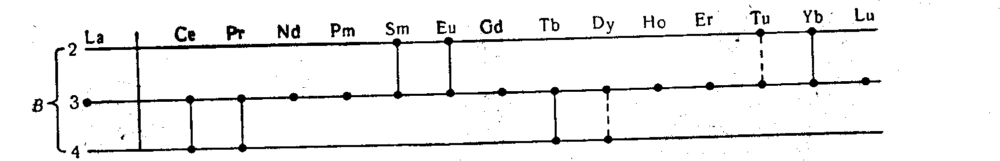 La Ce Pr Nd Pm Sm Eu Gd Tb Dy Ho Er Tu Yb Lu
2
B 3
4